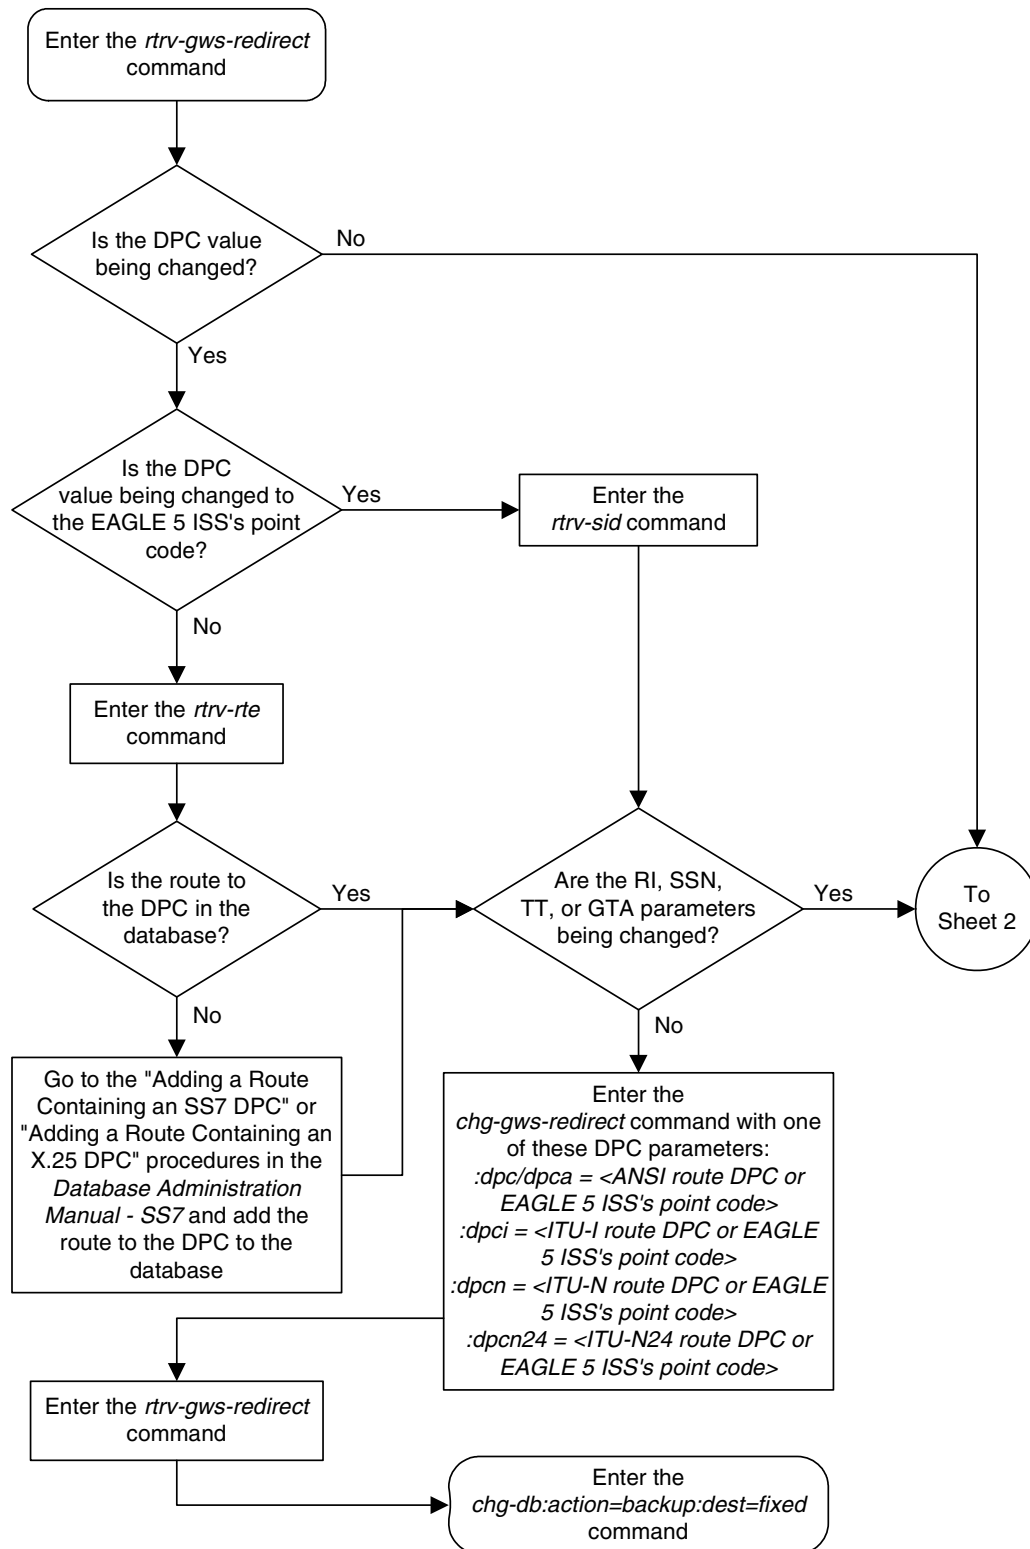 Enter the rtrv-gws-redirect
command
Is the DPC value
being changed?
No
Yes
Is the DPC
value being changed to
the EAGLE 5 ISS's point
code?
Yes
Enter the
rtrv-sid command
No
Enter the rtrv-rte
command
Is the route to
the DPC in the
database?
Yes
Are the RI, SSN,
TT, or GTA parameters
being changed?
Yes
To
Sheet 2
No
No
Go to the "Adding a Route
Containing an SS7 DPC" or
"Adding a Route Containing an
X.25 DPC" procedures in the
Database Administration
Manual - SS7 and add the
route to the DPC to the
database
Enter the
chg-gws-redirect command with one
of these DPC parameters:
:dpc/dpca = <ANSI route DPC or
EAGLE 5 ISS's point code>
:dpci = <ITU-I route DPC or EAGLE
5 ISS's point code>
:dpcn = <ITU-N route DPC or EAGLE
5 ISS's point code>
:dpcn24 = <ITU-N24 route DPC or
EAGLE 5 ISS's point code>
Enter the rtrv-gws-redirect
command
Enter the
chg-db:action=backup:dest=fixed
command